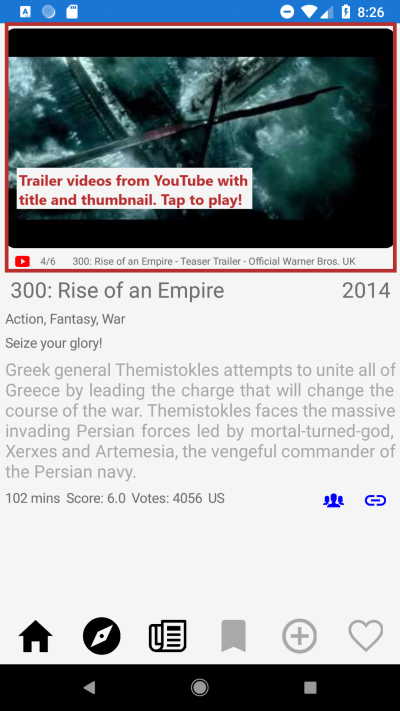 A
8:26
Trailer videos from YouTube with
title and thumbnail. Tap to play!
4/6 300: Rise of an Empire - Teaser Trailer - Official Warner Bros. UK
300: Rise of an Empire 2014
Action, Fantasy, War
Seize your glory!
Greek general Themistokles attempts to unite all of
Greece by leading the charge that will change the
course of the war. Themistokles faces the massive
invading Persian forces led by mortal-turned-god,
Xerxes and Artemesia, the vengeful commander of
the Persian navy.
102 mins Score: 6.0 Votes: 4056 US